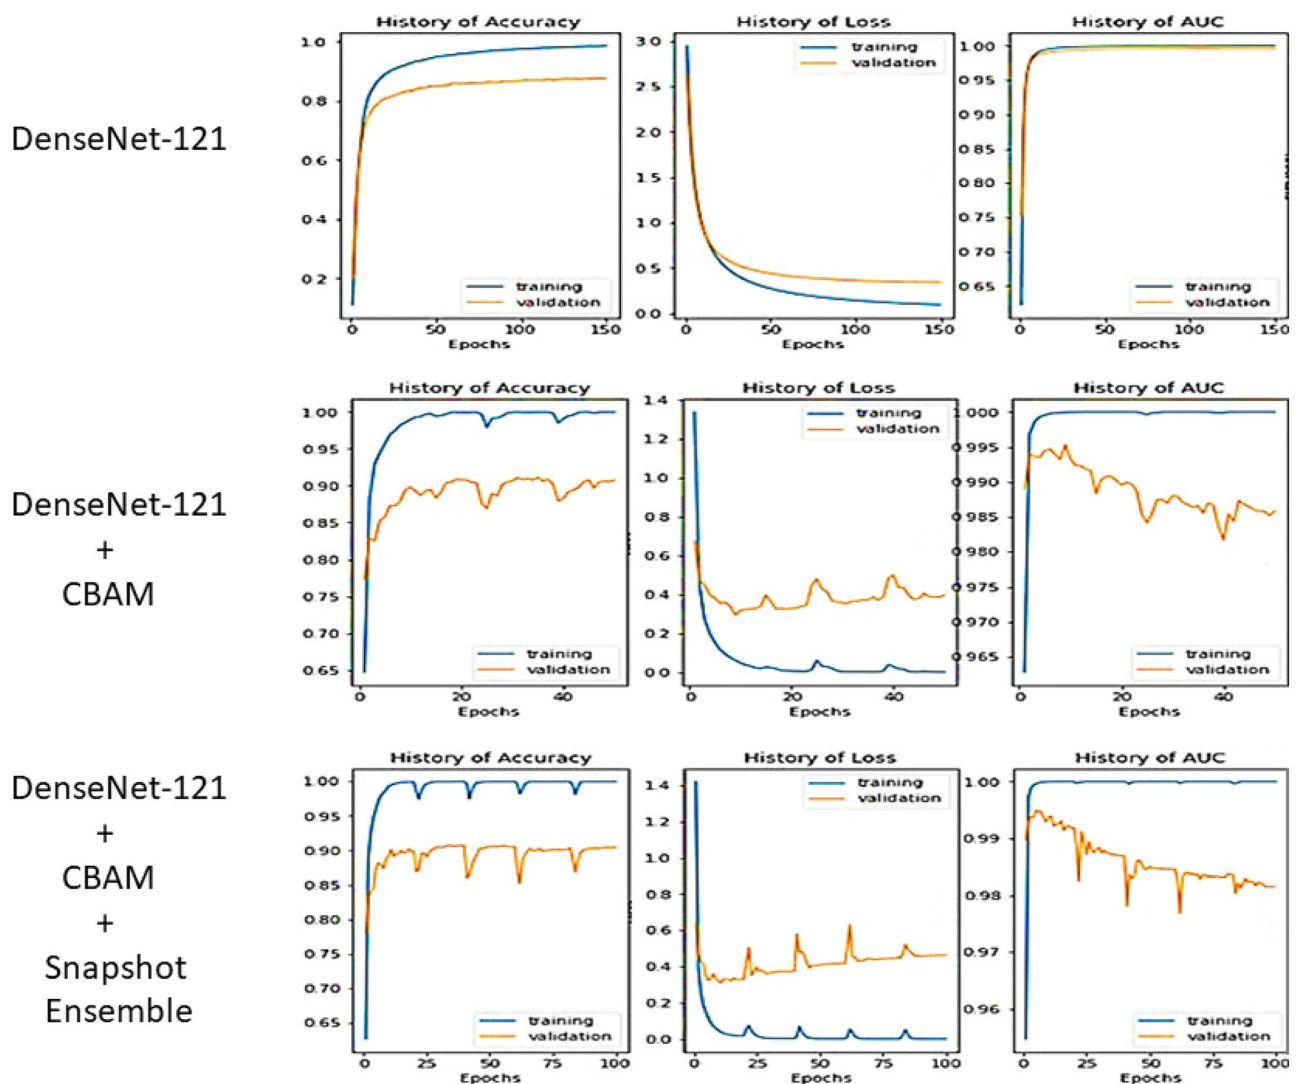 DenseNet-121
History of Accuracy
1.0
0.8
0.6
0.4
0.2
training
validation
0
50
100
150
Epochs
History of Loss
3.0
2.5
2.0
1.5
1.0
0.5
0.0
training
validation
0
50
100
150
Epochs
History of AUC
1.00
0.95
0.90
0.85
0.80
0.75
0.70
0.65
training
validation
0
50
100
150
Epochs
DenseNet-121
+
CBAM
History of Accuracy
1.00
0.95
0.90
0.85
0.80
0.75
0.70
0.65
training
validation
0
20
40
Epochs
History of Loss
1.4
1.2
1.0
0.8
0.6
0.4
0.2
0.0
training
validation
0
20
40
Epochs
History of AUC
1.000
0.995
0.990
0.985
0.980
0.975
0.970
0.965
training
validation
0
20
40
Epochs
DenseNet-121
+
CBAM
+
Snapshot
Ensemble
History of Accuracy
1.00
0.95
0.90
0.85
0.80
0.75
0.70
0.65
training
validation
0
25
50
75
100
Epochs
History of Loss
1.4
1.2
1.0
0.8
0.6
0.4
0.2
0.0
training
validation
0
25
50
75
100
Epochs
History of AUC
1.00
0.99
0.98
0.97
0.96
training
validation
0
25
50
75
100
Epochs